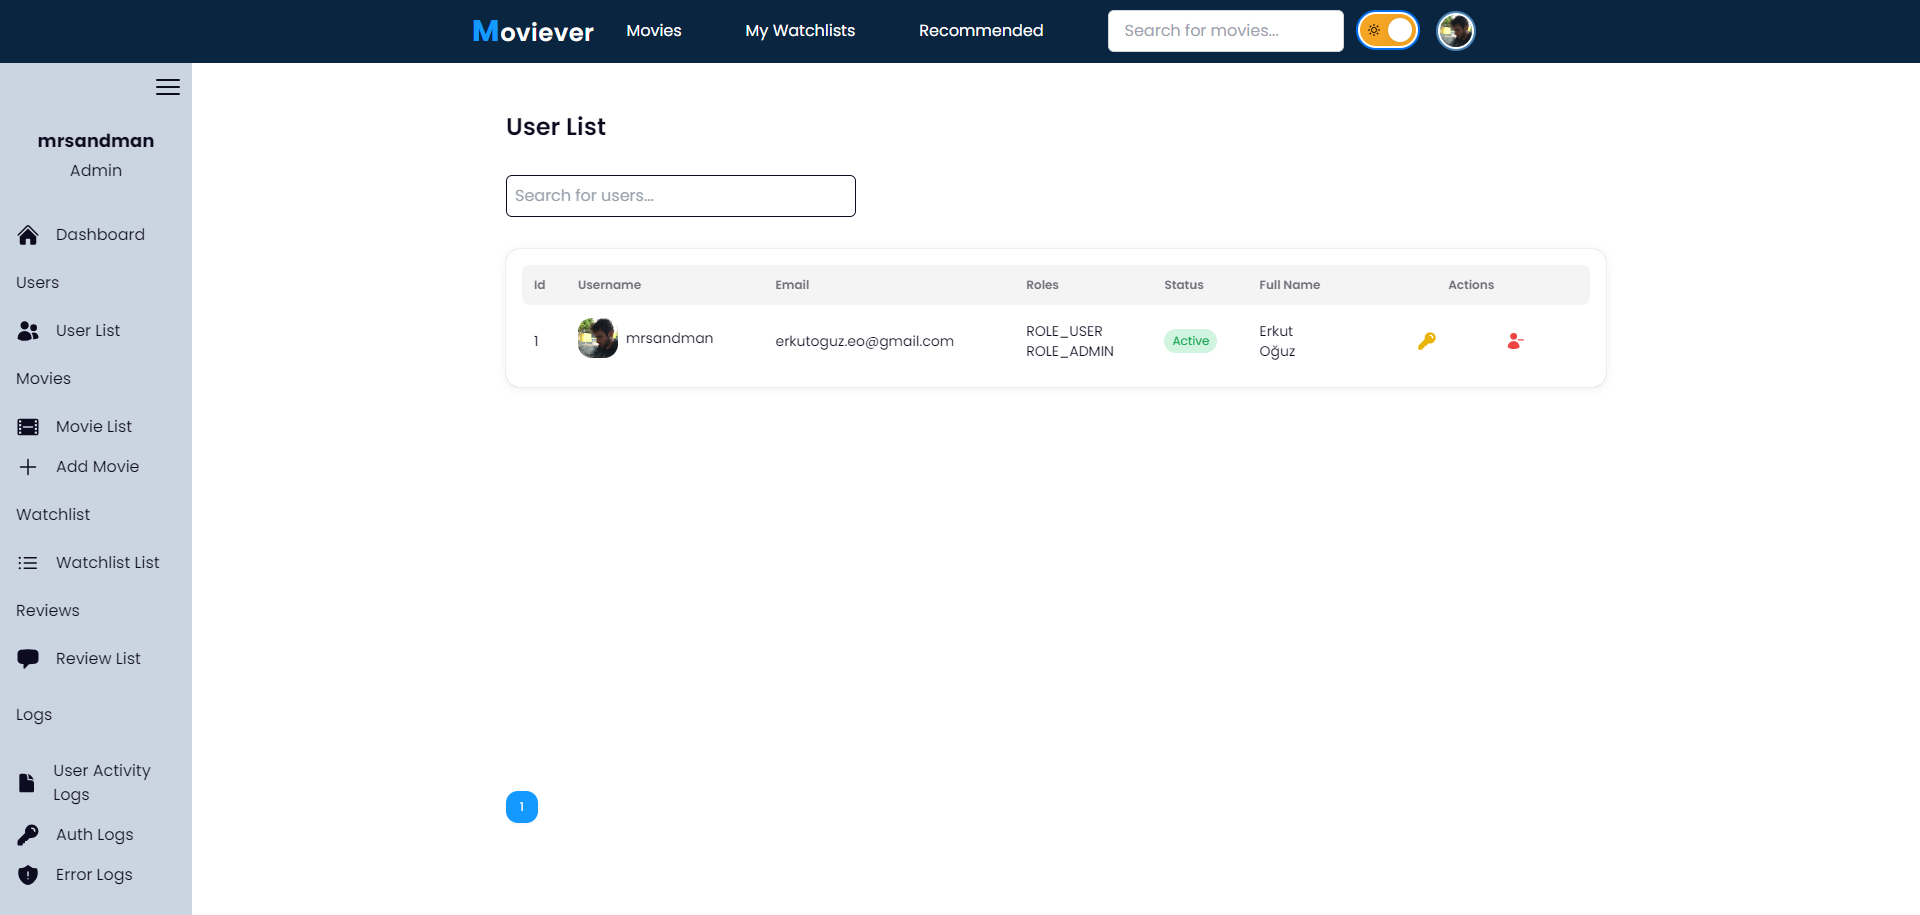 Moviever
Movies
My Watchlists
Recommended
Search for movies...
mrsandman
Admin
Dashboard
Users
User List
Movies
Movie List
Add Movie
Watchlist
Watchlist List
Reviews
Review List
Logs
User Activity
Logs
Auth Logs
Error Logs
User List
Search for users...
Id Username Email Roles Status Full Name Actions
1 mrsandman erkutoguz.eo@gmail.com ROLE_USER Active Erkut
ROLE_ADMIN Oğuz
1